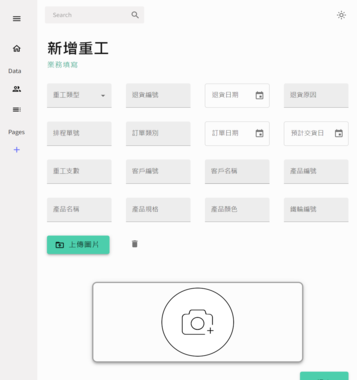 Search
新增重工
業務填寫
Data
Pages
重工類型
退貨編號
退貨日期
退貨原因
排程單號
訂單類別
訂單日期
預計交貨日
重工支數
客戶編號
客戶名稱
產品編號
產品名稱
產品規格
產品顏色
纖輪編號
上傳圖片